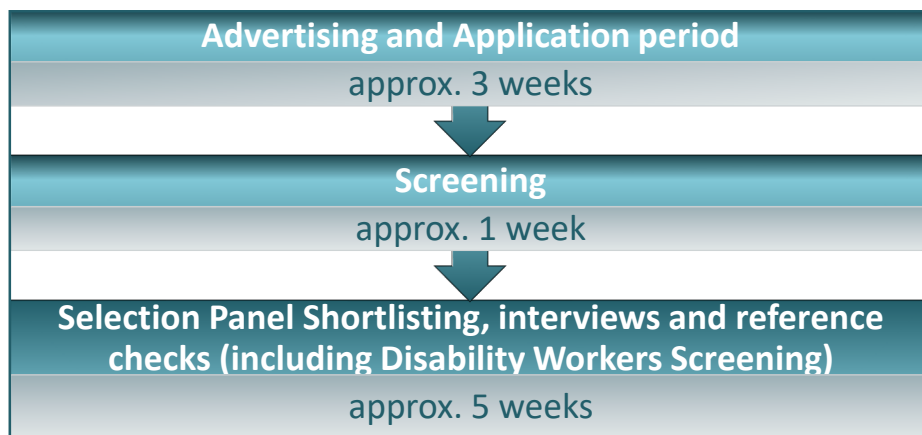 Advertising and Application period
approx. 3 weeks
Screening
approx. 1 week
Selection Panel Shortlisting, interviews and reference
checks (including Disability Workers Screening)
approx. 5 weeks